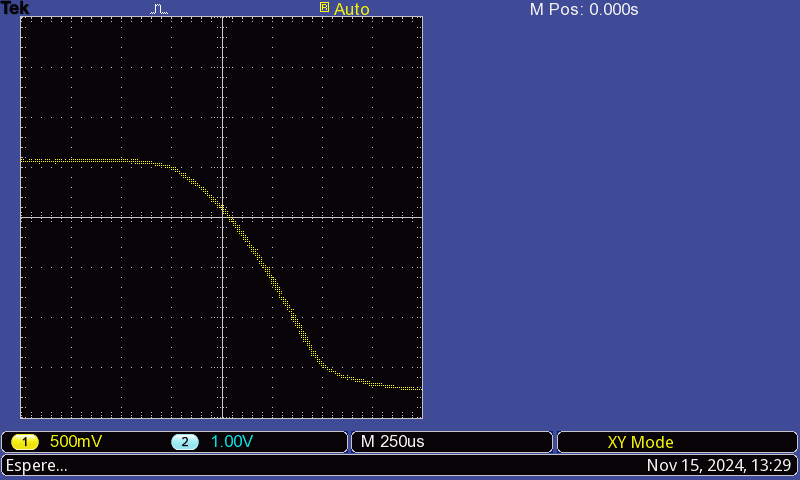 Tek R Auto M Pos: 0.000s
1 500mV 2 1.00V M 250us XY Mode
Espere... Nov 15, 2024, 13:29